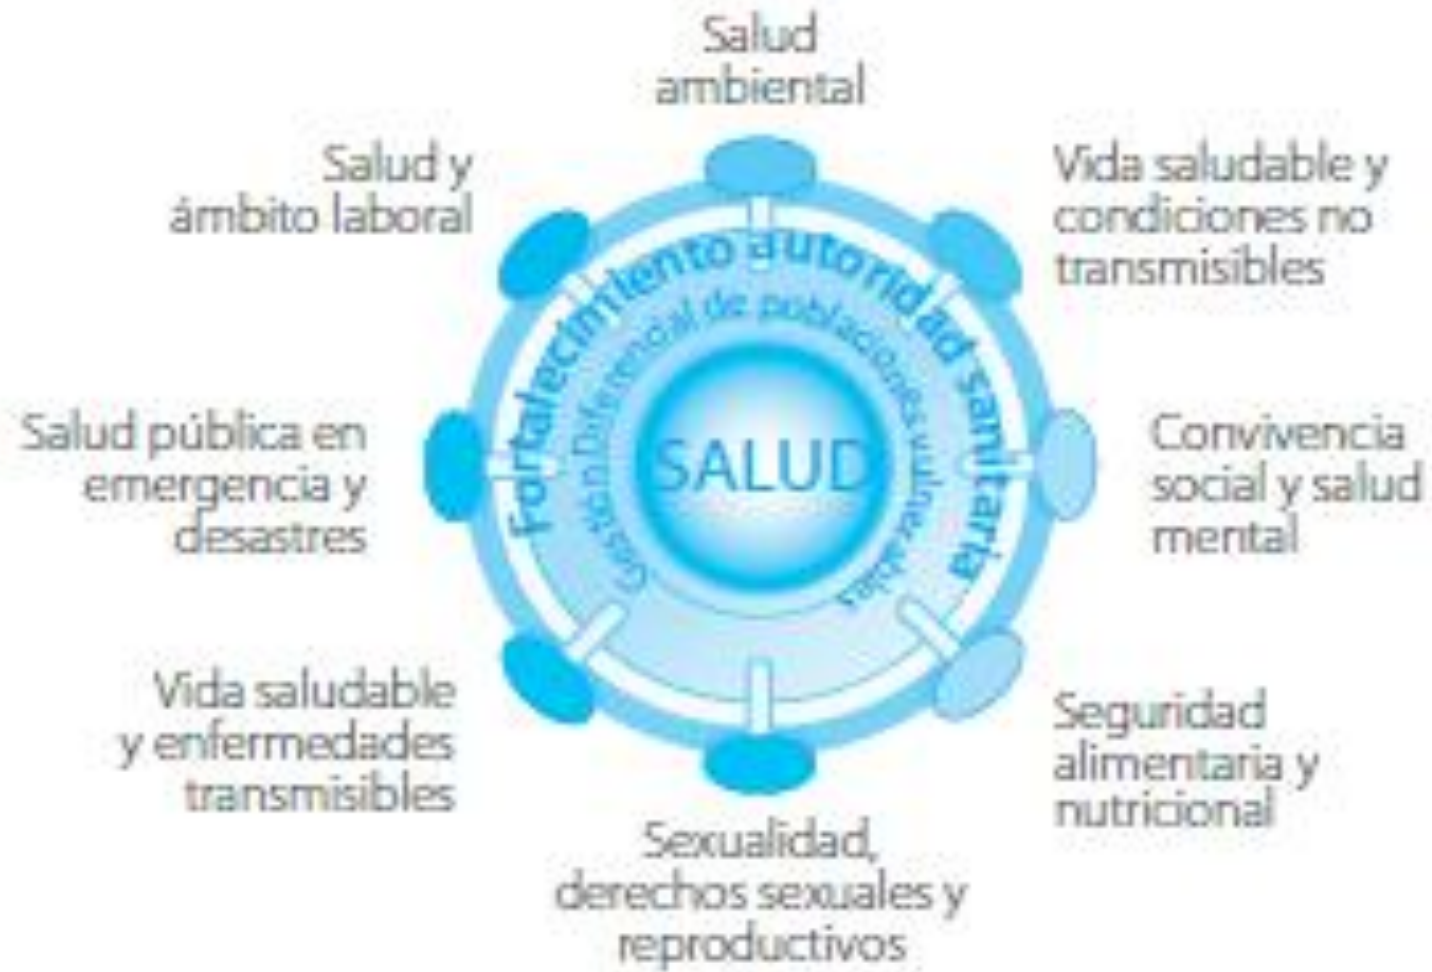 Salud
ambiental
Vida saludable y
condiciones no
transmisibles
Convivencia
social y salud
mental
Seguridad
alimentaria y
nutricional
Sexualidad,
derechos sexuales y
reproductivos
Vida saludable
y enfermedades
transmisibles
Salud pública en
emergencia y
desastres
Salud y
ámbito laboral
Fortalecimiento autoridad sanitaria
Gestión Diferencial de poblaciones vulnerables
SALUD